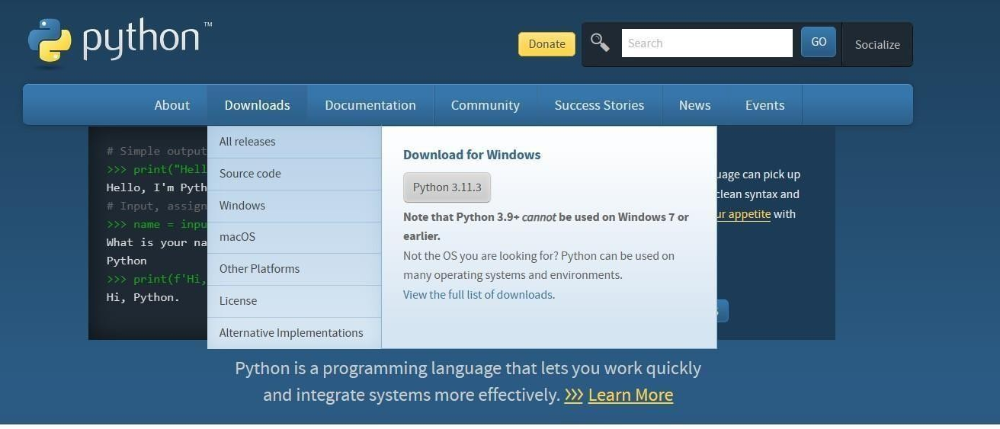 python™
Donate
Search
GO
Socialize
About
Downloads
Documentation
Community
Success Stories
News
Events
# Simple output
>>> print("Hell
Hello, I'm Pyth
# Input, assign
>>> name = inpu
What is your na
Python
>>> print(f'Hi,
Hi, Python.
All releases
Source code
Windows
macOS
Other Platforms
License
Alternative Implementations
Download for Windows
Python 3.11.3
Note that Python 3.9+ cannot be used on Windows 7 or
earlier.
Not the OS you are looking for? Python can be used on
many operating systems and environments.
View the full list of downloads.
uage can pick up
clean syntax and
ur appetite with
Python is a programming language that lets you work quickly
and integrate systems more effectively. >>> Learn More